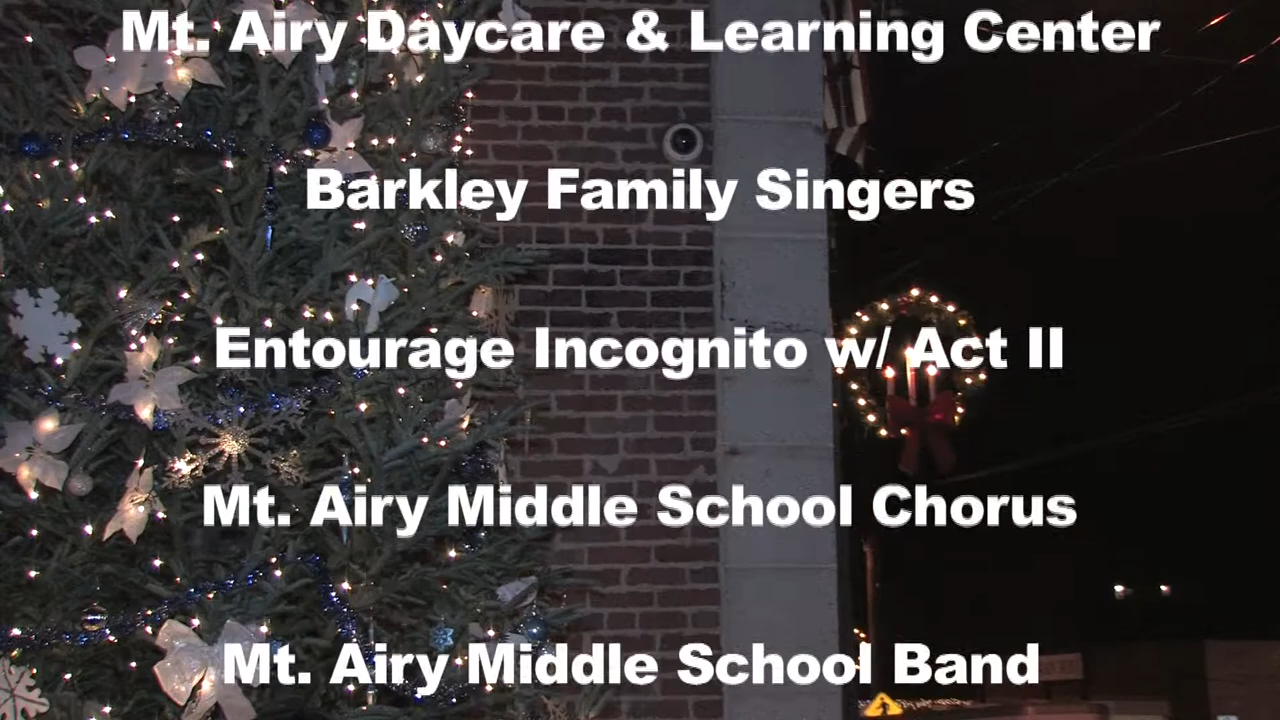 Mt. Airy Daycare & Learning Center
Barkley Family Singers
Entourage Incognito w/ Act II
Mt. Airy Middle School Chorus
Mt. Airy Middle School Band